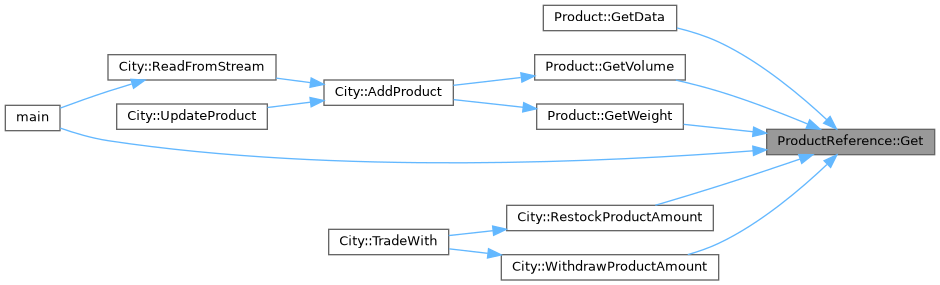 Product::GetData
City::ReadFromStream
Product::GetVolume
City::AddProduct
main
City::UpdateProduct
Product::GetWeight
ProductReference::Get
City::RestockProductAmount
City::TradeWith
City::WithdrawProductAmount